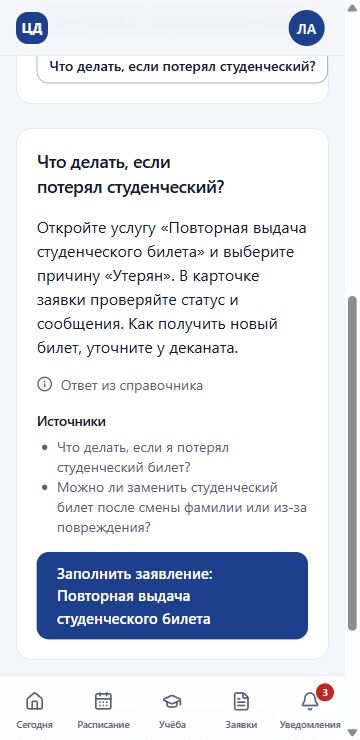 ЦД
ЛА
Что делать, если потерял студенческий?
Что делать, если
потерял студенческий?
Откройте услугу «Повторная выдача
студенческого билета» и выберите
причину «Утерян». В карточке
заявки проверяйте статус и
сообщения. Как получить новый
билет, уточните у деканата.
Ответ из справочника
Источники
Что делать, если я потерял
студенческий билет?
Можно ли заменить студенческий
билет после смены фамилии или из-за
повреждения?
Заполнить заявление:
Повторная выдача
студенческого билета
3
Сегодня
Расписание
Учёба
Заявки
Уведомления